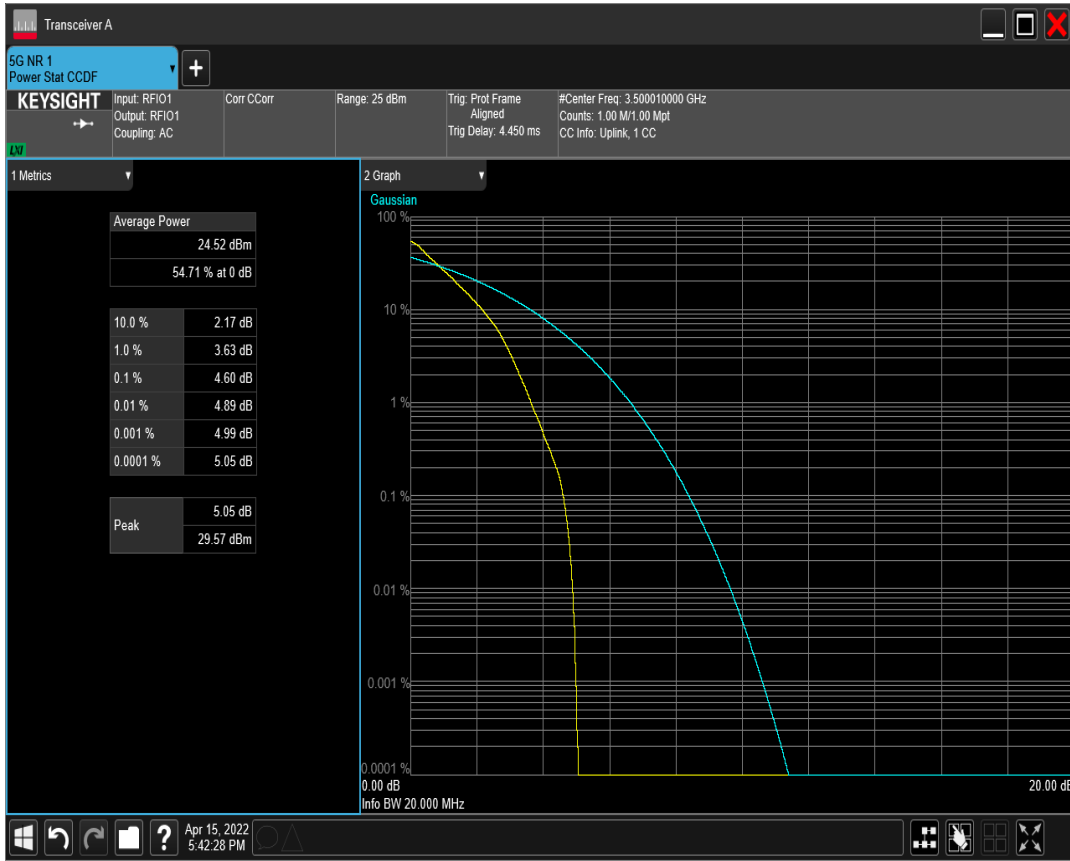 Transceiver A
5G NR 1
Power Stat CCDF
KEYSIGHT
LXI
Input: RFIO1
Output: RFIO1
Coupling: AC
Corr CCorr
Range: 25 dBm
Trig: Prot Frame
Aligned
Trig Delay: 4.450 ms
#Center Freq: 3.500010000 GHz
Counts: 1.00 M/1.00 Mpt
CC Info: Uplink, 1 CC
1 Metrics
Average Power
24.52 dBm
54.71 % at 0 dB
10.0 % 2.17 dB
1.0 % 3.63 dB
0.1 % 4.60 dB
0.01 % 4.89 dB
0.001 % 4.99 dB
0.0001 % 5.05 dB
Peak
5.05 dB
29.57 dBm
2 Graph
Gaussian
100 %
10 %
1 %
0.1 %
0.01 %
0.001 %
0.0001 %
0.00 dB 20.00 dB
Info BW 20.000 MHz
?
Apr 15, 2022
5:42:28 PM